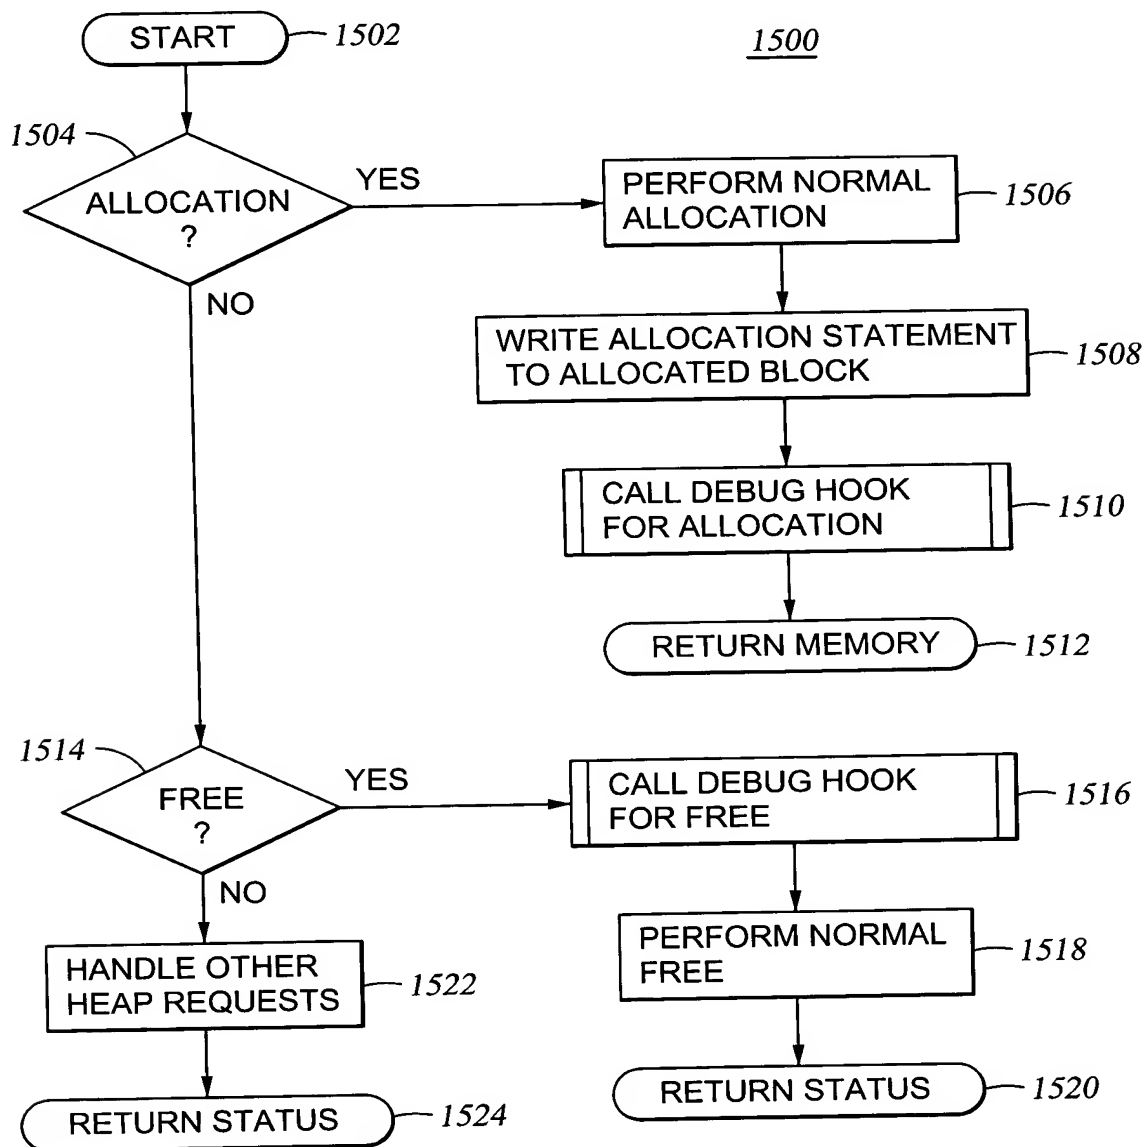 START
1502
1500
1504
ALLOCATION
?
YES
NO
PERFORM NORMAL
ALLOCATION
1506
WRITE ALLOCATION STATEMENT
TO ALLOCATED BLOCK
1508
CALL DEBUG HOOK
FOR ALLOCATION
1510
RETURN MEMORY
1512
1514
FREE
?
YES
NO
CALL DEBUG HOOK
FOR FREE
1516
PERFORM NORMAL
FREE
1518
HANDLE OTHER
HEAP REQUESTS
1522
RETURN STATUS
1520
RETURN STATUS
1524